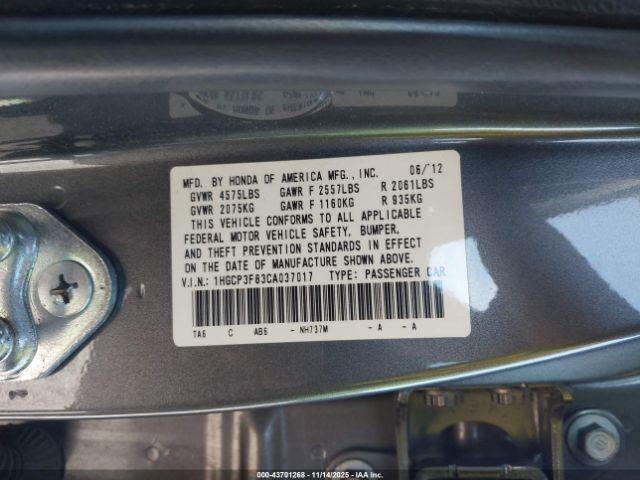 MFD. BY HONDA OF AMERICA MFG., INC. 06/'12
GVWR 4575LBS GAWR F 2557LBS R 2061LBS
GVWR 2075KG GAWR F 1160KG R 935KG
THIS VEHICLE CONFORMS TO ALL APPLICABLE
FEDERAL MOTOR VEHICLE SAFETY, BUMPER,
AND THEFT PREVENTION STANDARDS IN EFFECT
ON THE DATE OF MANUFACTURE SHOWN ABOVE.
V.I.N.: 1HGCP3F83CA037017 TYPE: PASSENGER CAR
TA6 C AB6 - NH737M - A - A
000-43701268 11/14/2025 IAAI.CA